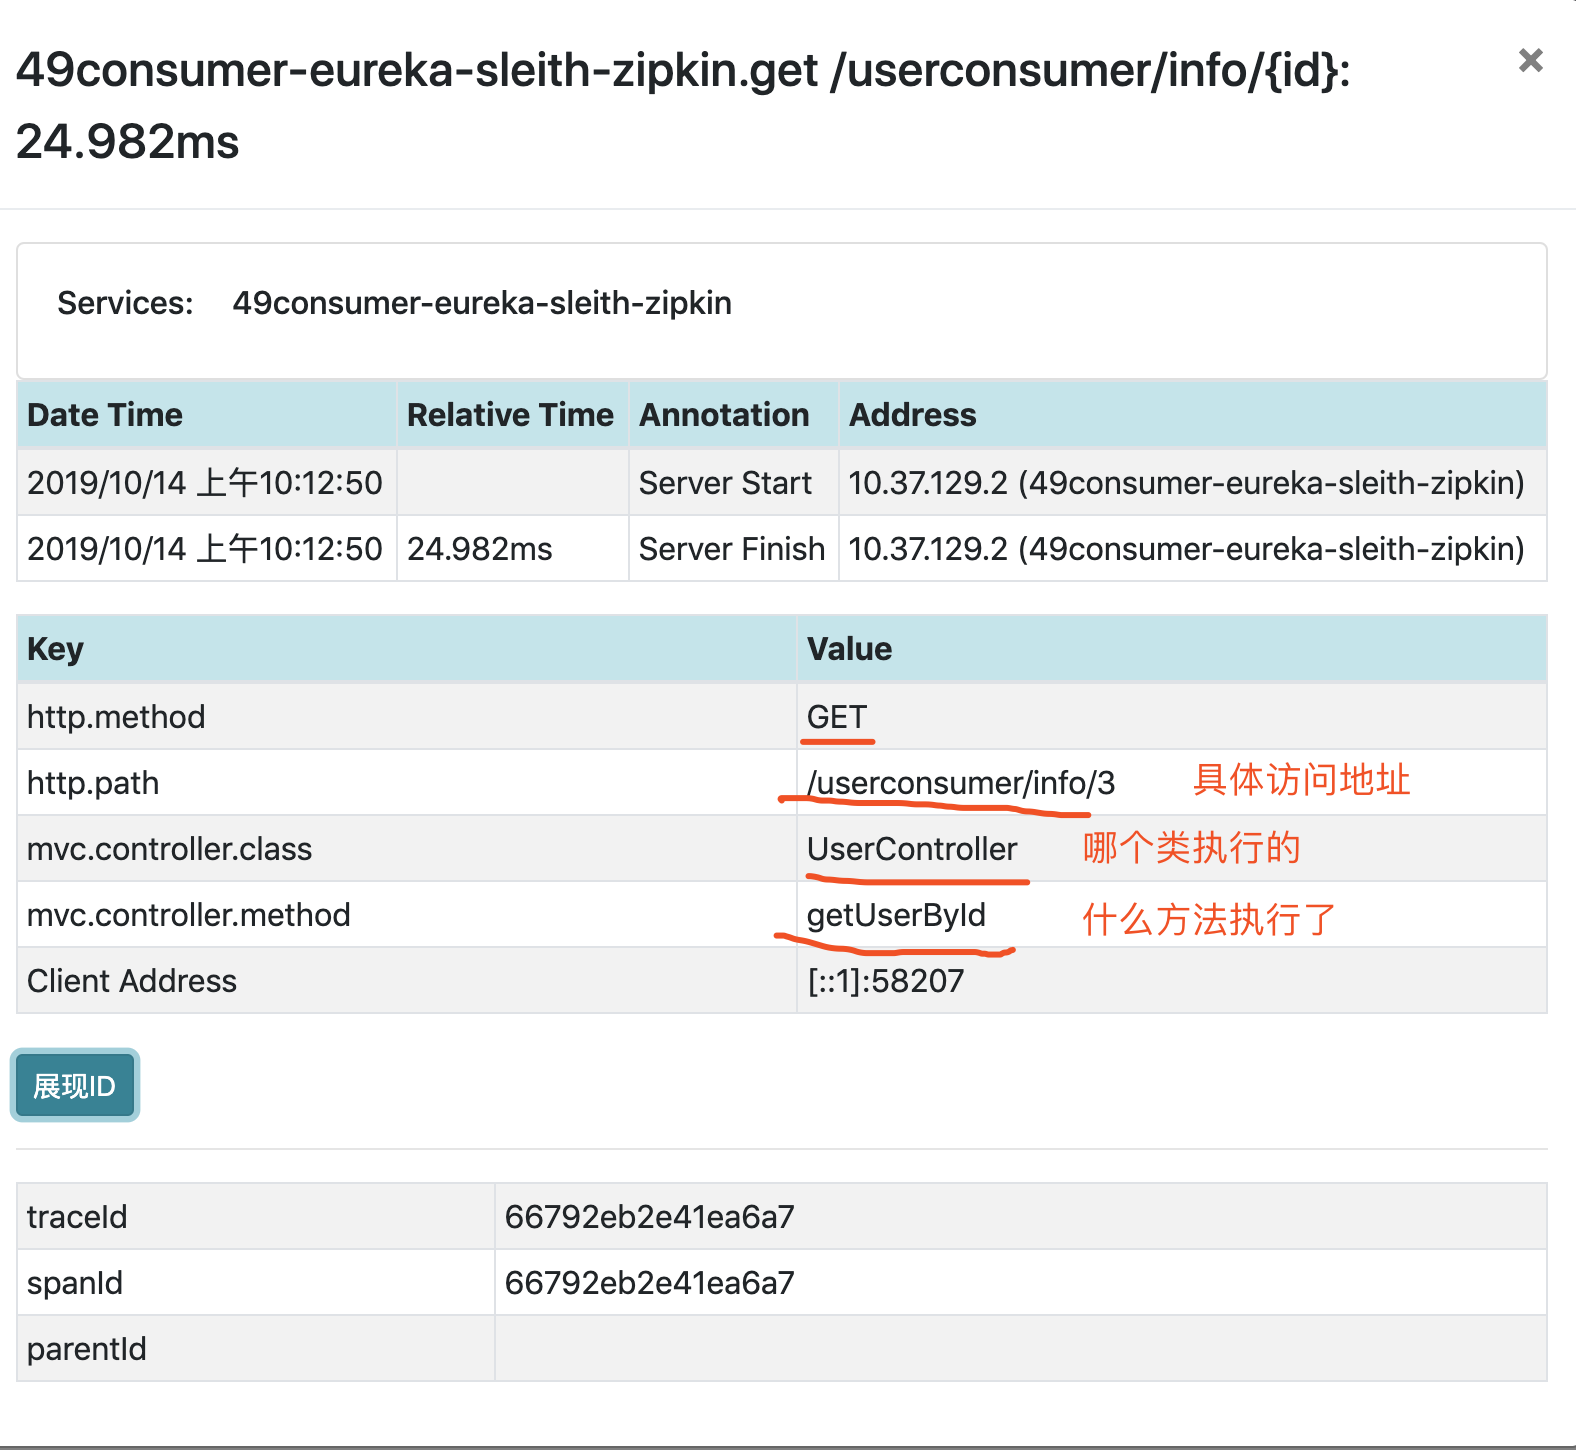 49consumer-eureka-sleith-zipkin.get /userconsumer/info/{id}:
24.982ms
×
Services: 49consumer-eureka-sleith-zipkin
Date Time Relative Time Annotation Address
2019/10/14 上午10:12:50 Server Start 10.37.129.2 (49consumer-eureka-sleith-zipkin)
2019/10/14 上午10:12:50 24.982ms Server Finish 10.37.129.2 (49consumer-eureka-sleith-zipkin)
Key Value
http.method GET
http.path /userconsumer/info/3 具体访问地址
mvc.controller.class UserController 哪个类执行的
mvc.controller.method getUserById 什么方法执行了
Client Address [::1]:58207
展现ID
traceId 66792eb2e41ea6a7
spanId 66792eb2e41ea6a7
parentId